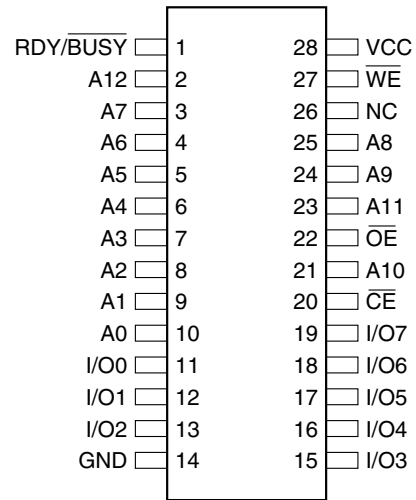 RDY/BUSY 1 28 VCC
A12 2 27 WE
A7 3 26 NC
A6 4 25 A8
A5 5 24 A9
A4 6 23 A11
A3 7 22 OE
A2 8 21 A10
A1 9 20 CE
A0 10 19 I/O7
I/O0 11 18 I/O6
I/O1 12 17 I/O5
I/O2 13 16 I/O4
GND 14 15 I/O3